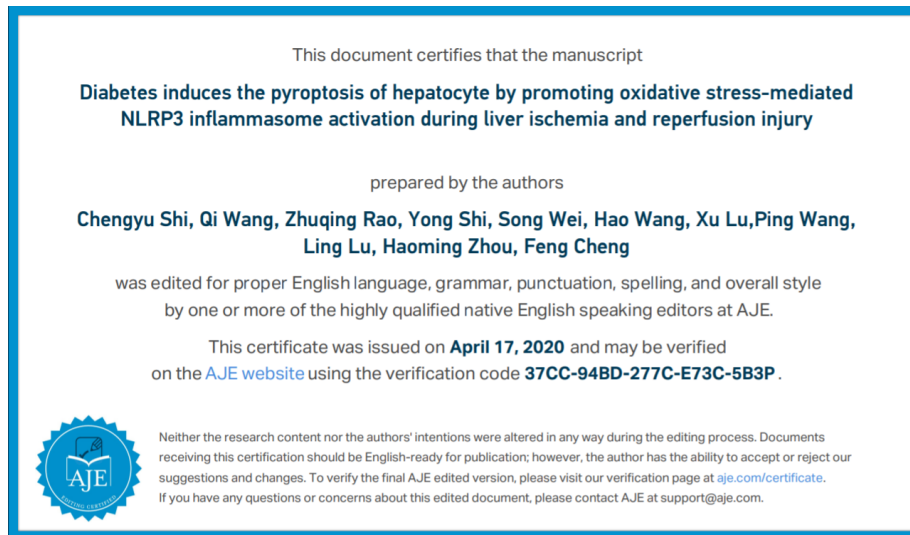 This document certifies that the manuscript
Diabetes induces the pyroptosis of hepatocyte by promoting oxidative stress-mediated
NLRP3 inflammasome activation during liver ischemia and reperfusion injury
prepared by the authors
Chengyu Shi, Qi Wang, Zhuqing Rao, Yong Shi, Song Wei, Hao Wang, Xu Lu,Ping Wang,
Ling Lu, Haoming Zhou, Feng Cheng
was edited for proper English language, grammar, punctuation, spelling, and overall style
by one or more of the highly qualified native English speaking editors at AJE.
This certificate was issued on April 17, 2020 and may be verified
on the AJE website using the verification code 37CC-94BD-277C-E73C-5B3P.
Neither the research content nor the authors' intentions were altered in any way during the editing process. Documents
receiving this certification should be English-ready for publication; however, the author has the ability to accept or reject our
suggestions and changes. To verify the final AJE edited version, please visit our verification page at aje.com/certificate.
If you have any questions or concerns about this edited document, please contact AJE at support@aje.com.
AJE
EDITING CERTIFIED